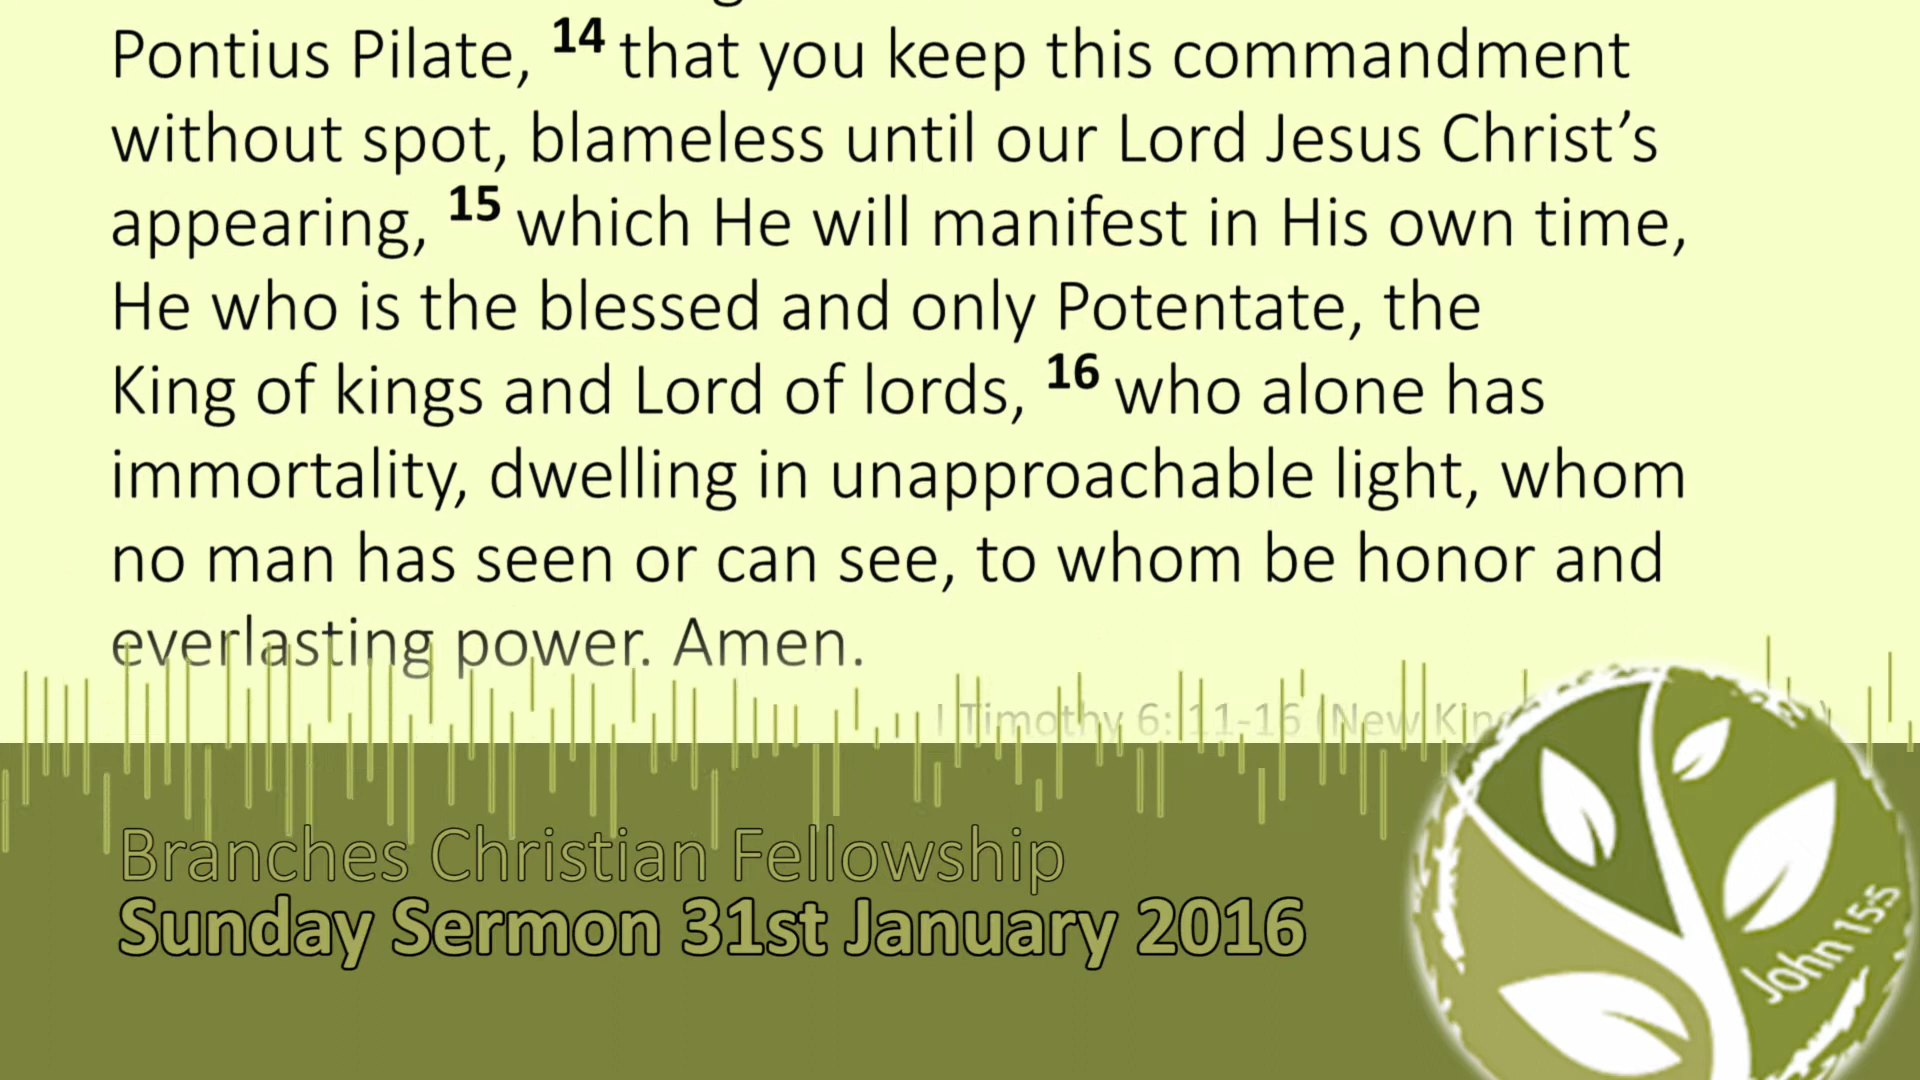 Pontius Pilate, 14 that you keep this commandment
without spot, blameless until our Lord Jesus Christ’s
appearing, 15 which He will manifest in His own time,
He who is the blessed and only Potentate, the
King of kings and Lord of lords, 16 who alone has
immortality, dwelling in unapproachable light, whom
no man has seen or can see, to whom be honor and
everlasting power. Amen.
I Timothy 6: 11-16 (New
Branches Christian Fellowship
Sunday Sermon 31st January 2016
John 15:5